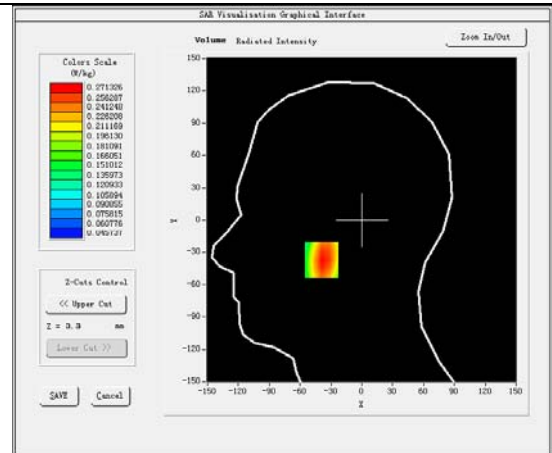 SAR Visualisation Graphical Interface
Volume Radiated Intensity
Zoom In/Out
Colors Scale
(W/kg)
0.271326
0.256287
0.241248
0.226208
0.211169
0.196130
0.181091
0.166051
0.151012
0.135973
0.120933
0.105894
0.090855
0.075815
0.060776
0.045737
Z-Cuts Control
<< Upper Cut
Z = 3.3 mm
Lower Cut >>
SAVE Cancel
150
120
90
60
30
0
-30
-60
-90
-120
-150
Y
-150 -120 -90 -60 -30 0 30 60 90 120 150
X